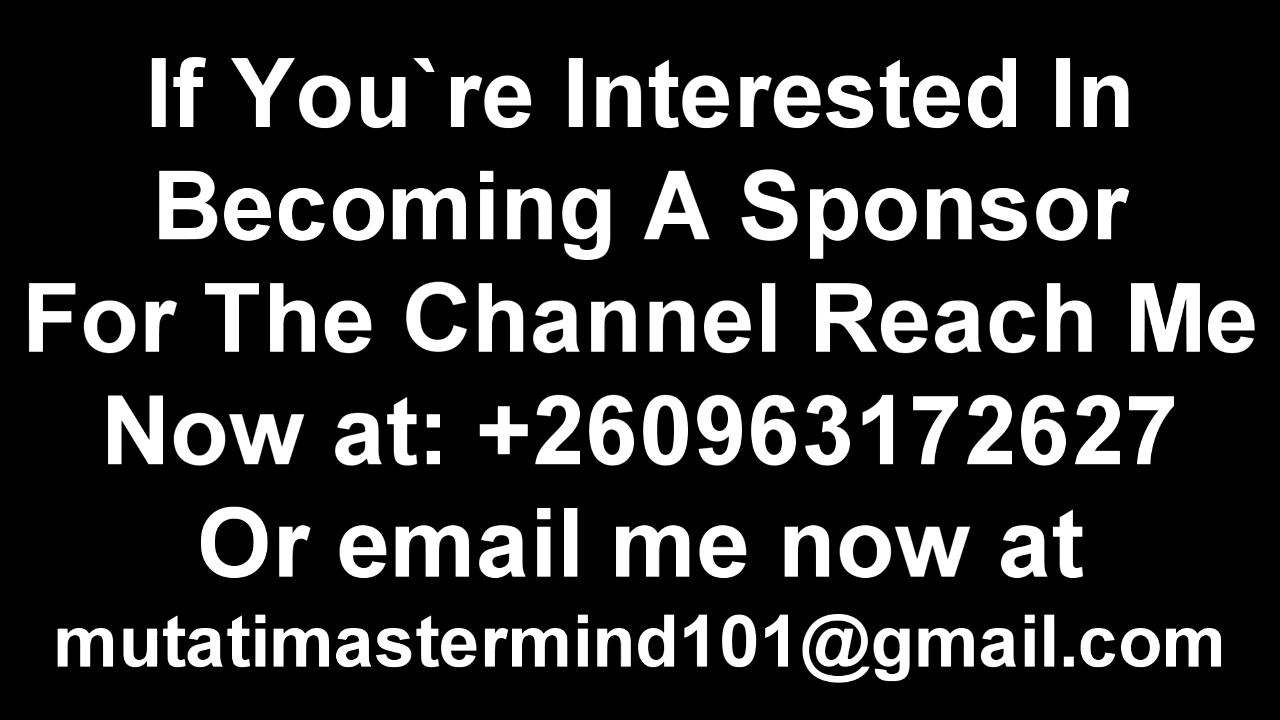 If You`re Interested In
Becoming A Sponsor
For The Channel Reach Me
Now at: +260963172627
Or email me now at
mutatimastermind101@gmail.com